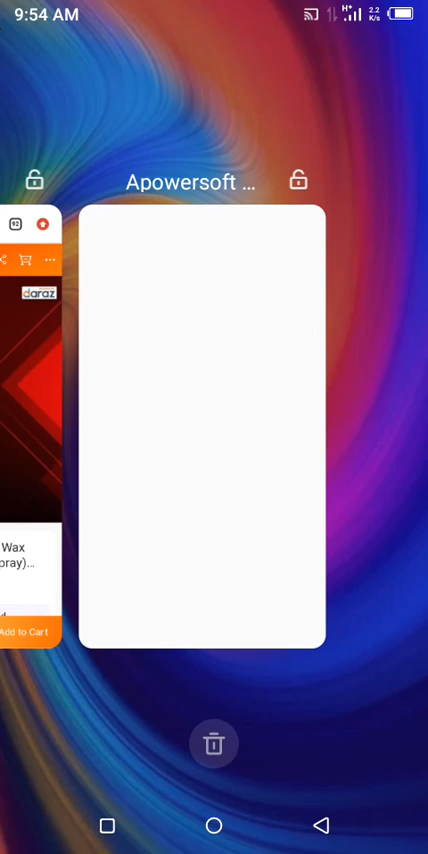 9:54 AM
H+
2.2
K/s
Apowersoft ...
92
daraz
Wax
pray)...
Add to Cart